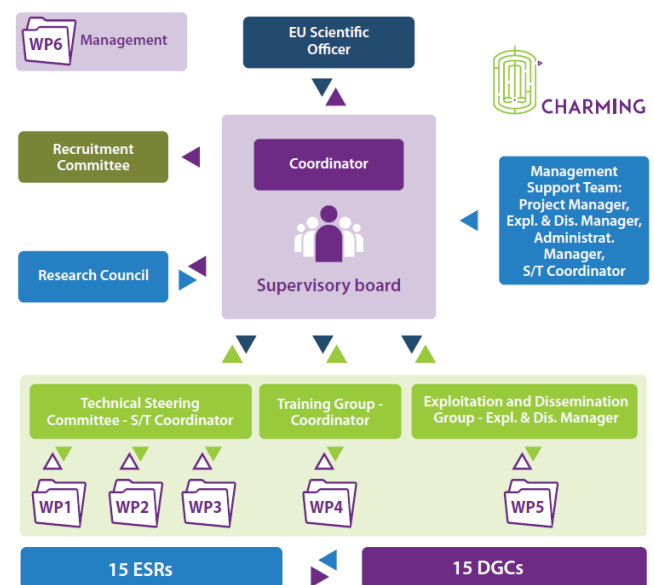 WP6
Management
EU Scientific
Officer
CHARMING
Recruitment
Committee
Coordinator
Management
Support Team:
Project Manager,
Expl. & Dis. Manager,
Administrat.
Manager,
S/T Coordinator
Research Council
Supervisory board
Technical Steering
Committee - S/T Coordinator
Training Group -
Coordinator
Exploitation and Dissemination
Group - Expl. & Dis. Manager
WP1
WP2
WP3
WP4
WP5
15 ESRs
15 DGCs